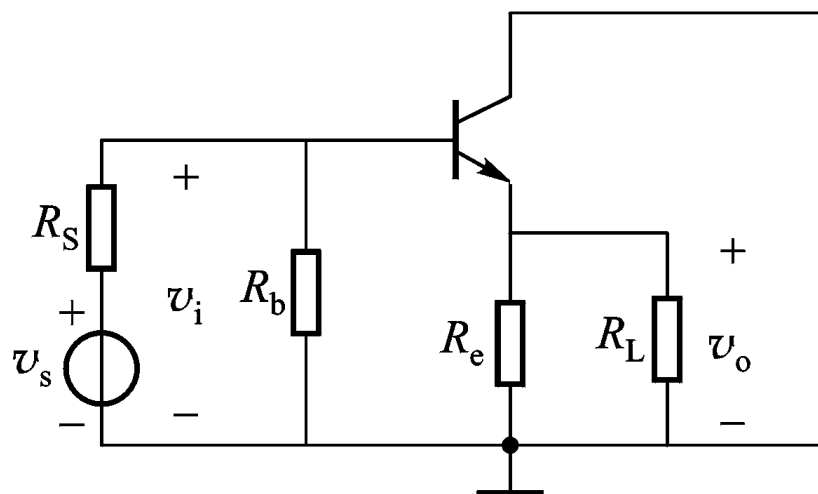 +
R_S
+
v_s
−
v_i
−
R_b
R_e
R_L
+
v_o
−